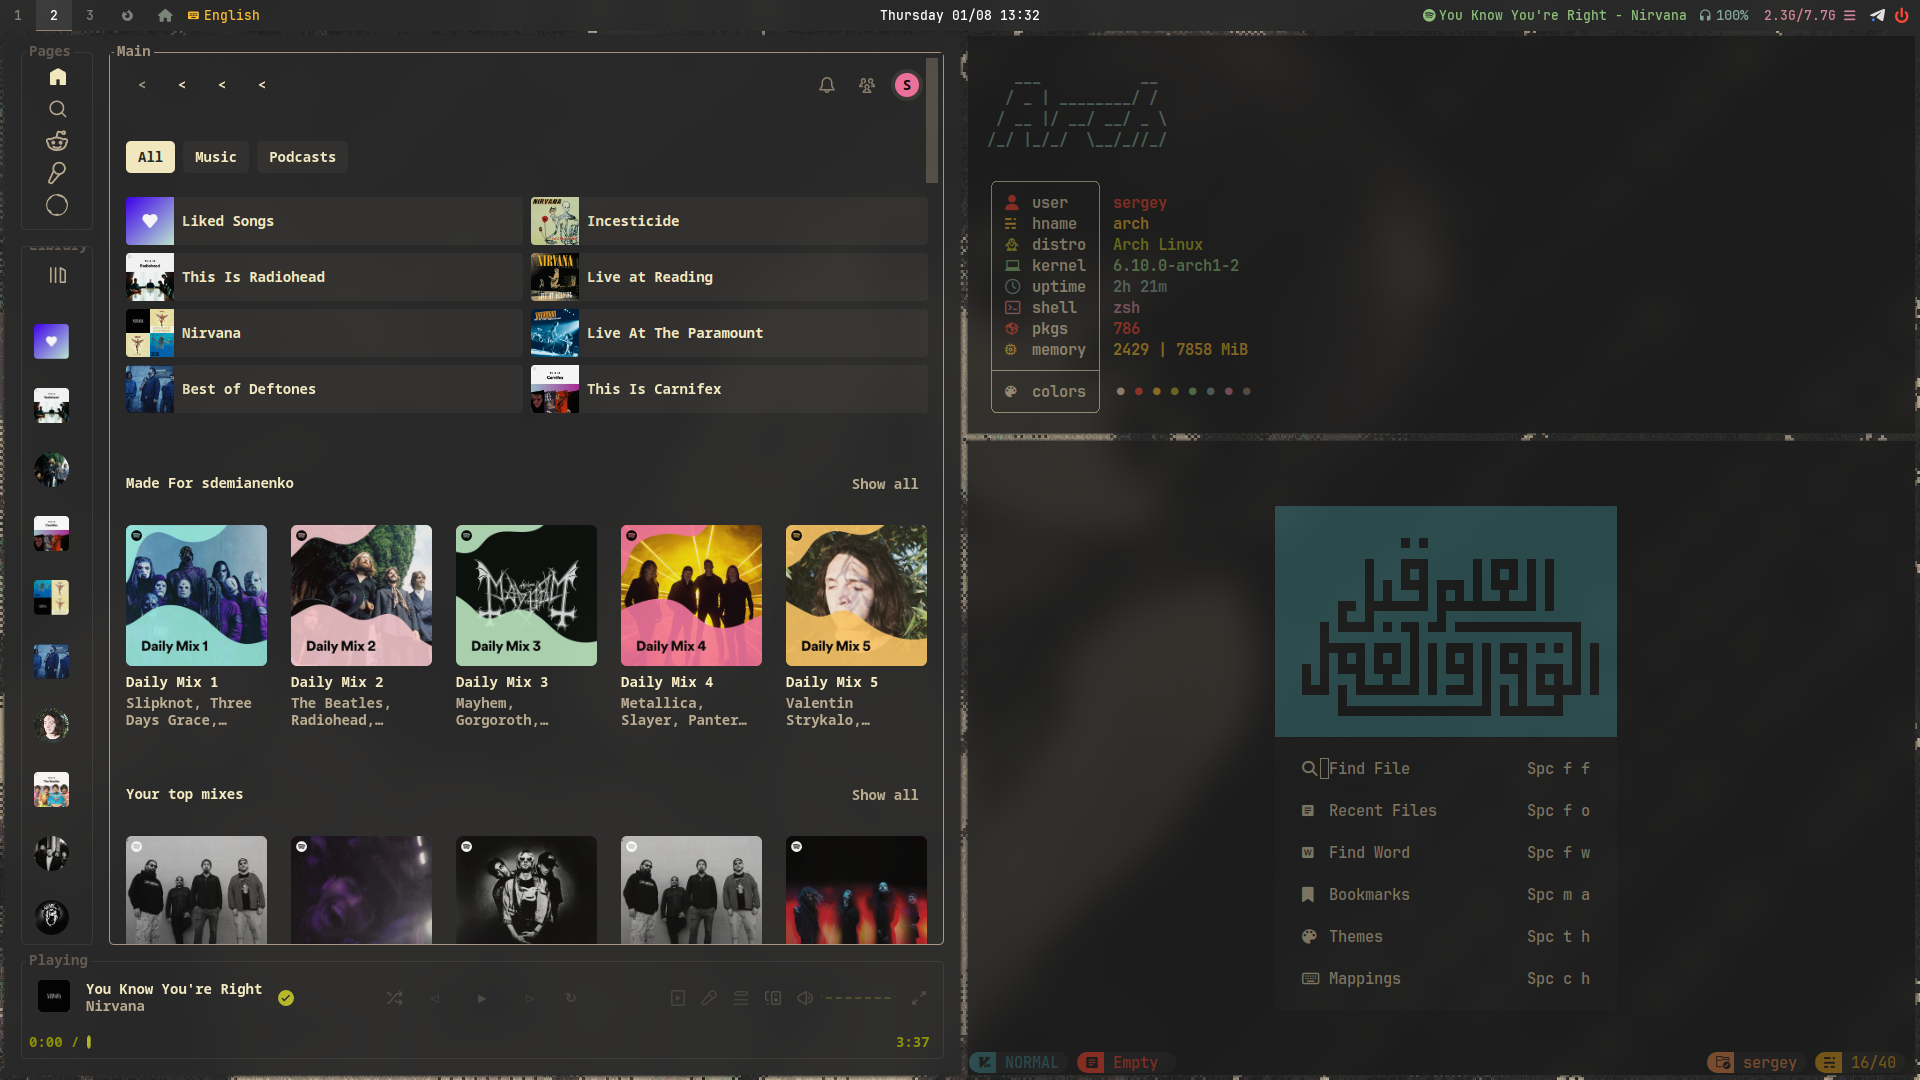 1 2 3 English
Thursday 01/08 13:32
You Know You're Right - Nirvana 100% 2.3G/7.7G
Pages
Library
Main
< < < <
S
All Music Podcasts
Liked Songs
Incesticide
This Is Radiohead
Live at Reading
Nirvana
Live At The Paramount
Best of Deftones
This Is Carnifex
Made For sdemianenko
Show all
Daily Mix 1
Daily Mix 2
Daily Mix 3
Daily Mix 4
Daily Mix 5
Daily Mix 1
Slipknot, Three
Days Grace,…
Daily Mix 2
The Beatles,
Radiohead,…
Daily Mix 3
Mayhem,
Gorgoroth,…
Daily Mix 4
Metallica,
Slayer, Panter…
Daily Mix 5
Valentin
Strykalo,…
Your top mixes
Show all
Playing
You Know You're Right
Nirvana
0:00 /
3:37
Arch
user sergey
hname arch
distro Arch Linux
kernel 6.10.0-arch1-2
uptime 2h 21m
shell zsh
pkgs 786
memory 2429 | 7858 MiB
colors
Find File Spc f f
Recent Files Spc f o
Find Word Spc f w
Bookmarks Spc m a
Themes Spc t h
Mappings Spc c h
NORMAL Empty
sergey 16/40